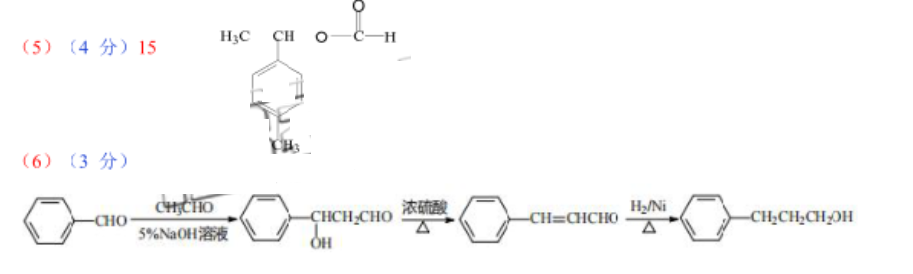 O
(5) (4 分) 15 H₃C CH O—C—H
CH₃
(6) (3 分)
CHO CH₃CHO 5%NaOH溶液 CHCH₂CHO OH 浓硫酸 △ CH=CHCHO H₂/Ni △ CH₂CH₂CH₂OH